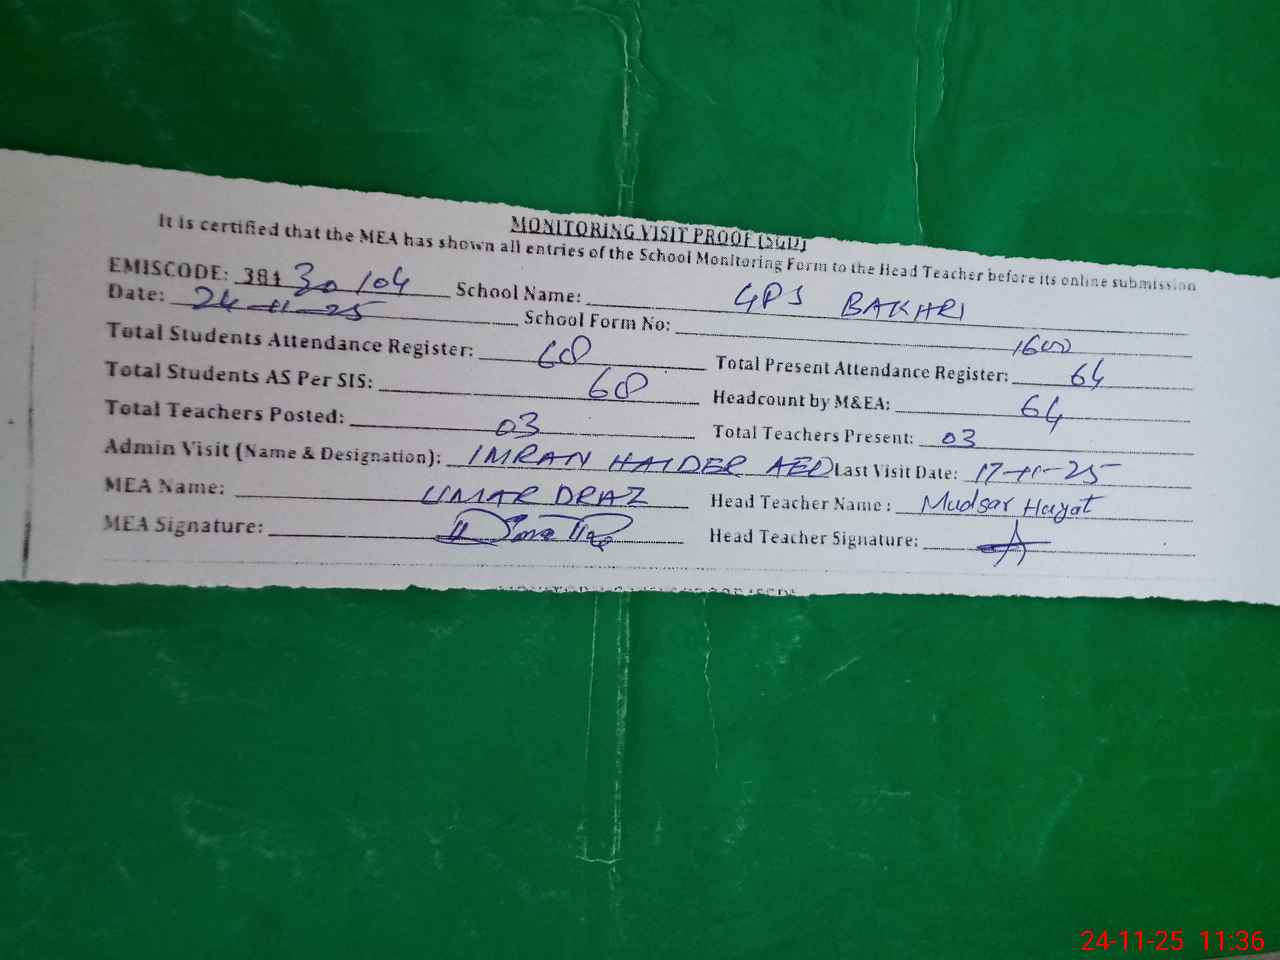 MONITORING VISIT PROOF (SGD)
It is certified that the MEA has shown all entries of the School Monitoring Form to the Head Teacher before its online submission
EMISCODE: 38430104 School Name: GPS BAKHRI
Date: 24-11-25 School Form No: 1600
Total Students Attendance Register: 68 Total Present Attendance Register: 64
Total Students AS Per SIS: 68 Headcount by M&EA: 64
Total Teachers Posted: 03 Total Teachers Present: 03
Admin Visit (Name & Designation): IMRAN HAIDER AEO Last Visit Date: 17-11-25
MEA Name: UMAR DRAZ Head Teacher Name: Mudsar Hayat
MEA Signature: Head Teacher Signature:
24-11-25 11:36